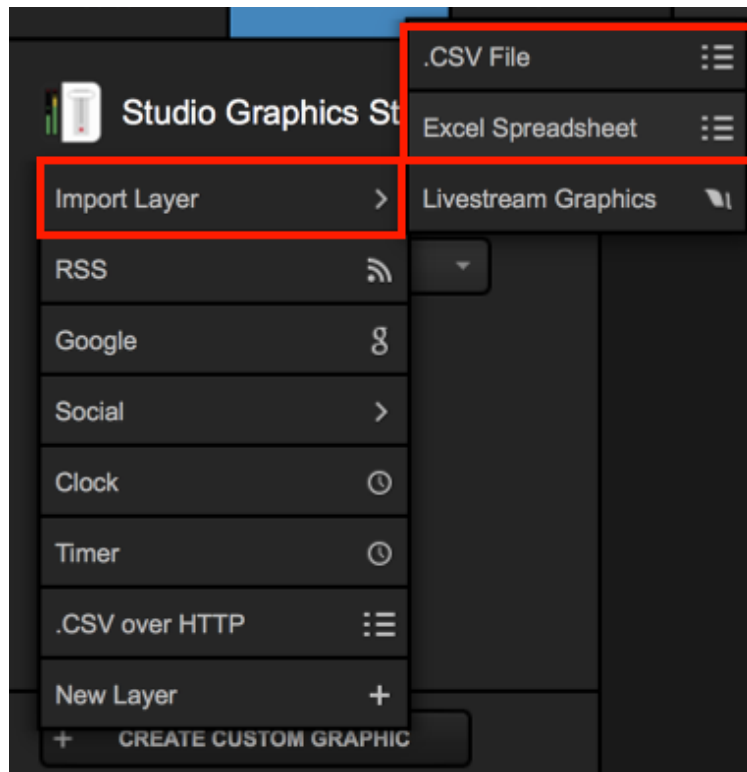 Studio Graphics St
Import Layer
RSS
Google
Social
Clock
Timer
.CSV over HTTP
New Layer
.CSV File
Excel Spreadsheet
Livestream Graphics
+ CREATE CUSTOM GRAPHIC